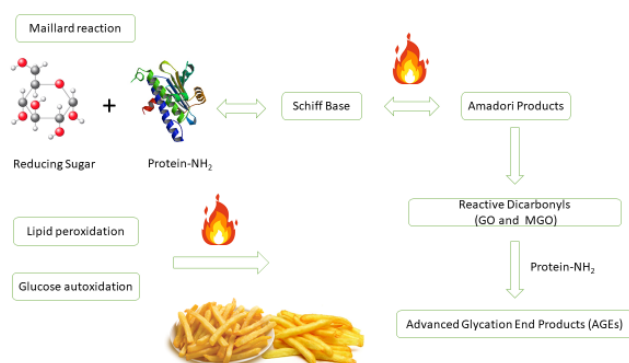 Maillard reaction
+
Schiff Base
Amadori Products
Reducing Sugar
Protein-NH₂
Reactive Dicarbonyls
(GO and MGO)
Lipid peroxidation
Protein-NH₂
Glucose autoxidation
Advanced Glycation End Products (AGEs)